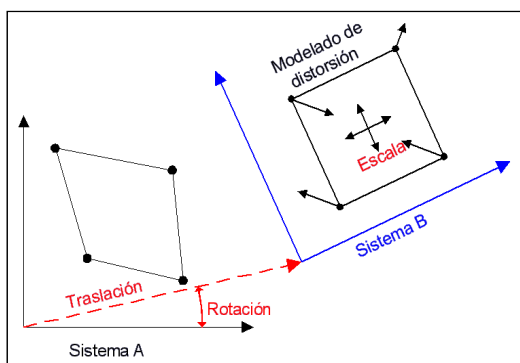 Modelado de
distorsión
Escala
Sistema B
Traslación
Rotación
Sistema A